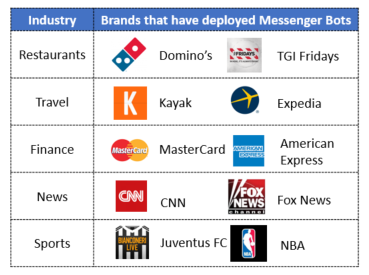 Industry Brands that have deployed Messenger Bots
Restaurants Domino's FRIDAYS TGI Fridays
Travel K Kayak Expedia
Finance MasterCard MasterCard AMERICAN EXPRESS American
Express
News CNN CNN FOX NEWS channel Fox News
Sports BIANCONERI LIVE Juventus FC NBA NBA